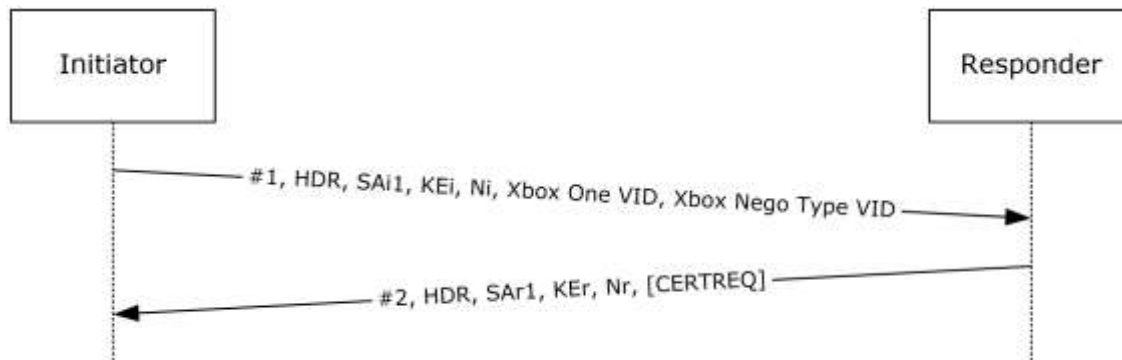 Initiator
Responder
#1, HDR, SAi1, KEi, Ni, Xbox One VID, Xbox Nego Type VID
#2, HDR, SAr1, KEr, Nr, [CERTREQ]